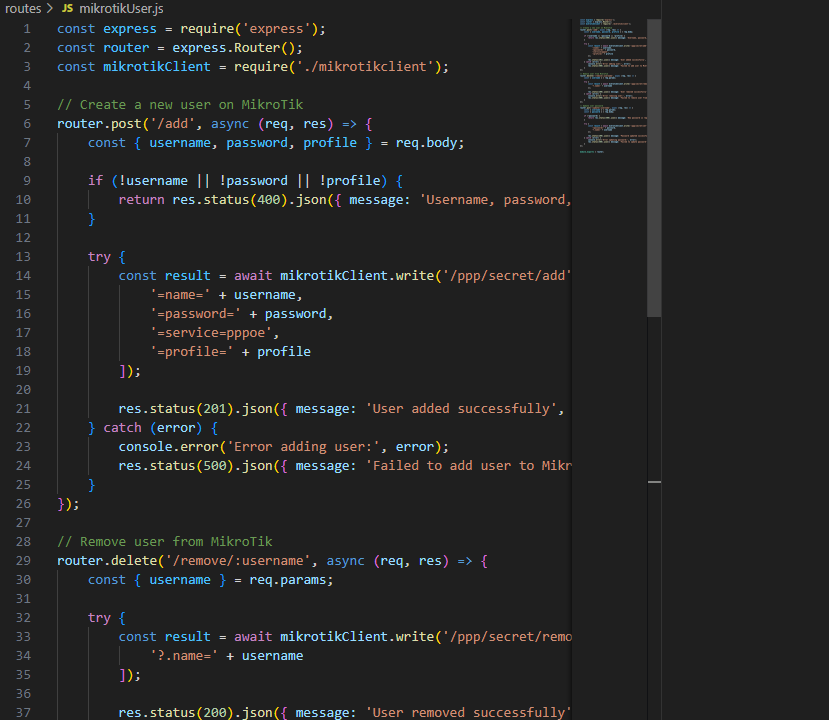 routes > JS mikrotikUser.js
1 const express = require('express');
2 const router = express.Router();
3 const mikrotikClient = require('./mikrotikclient');
4
5 // Create a new user on MikroTik
6 router.post('/add', async (req, res) => {
7 const { username, password, profile } = req.body;
8
9 if (!username || !password || !profile) {
10 return res.status(400).json({ message: 'Username, password,
11 }
12
13 try {
14 const result = await mikrotikClient.write('/ppp/secret/add'
15 '=name=' + username,
16 '=password=' + password,
17 '=service=pppoe',
18 '=profile=' + profile
19 ]);
20
21 res.status(201).json({ message: 'User added successfully',
22 } catch (error) {
23 console.error('Error adding user:', error);
24 res.status(500).json({ message: 'Failed to add user to Mikr
25 }
26 });
27
28 // Remove user from MikroTik
29 router.delete('/remove/:username', async (req, res) => {
30 const { username } = req.params;
31
32 try {
33 const result = await mikrotikClient.write('/ppp/secret/remo
34 '?.name=' + username
35 ]);
36
37 res.status(200).json({ message: 'User removed successfully'